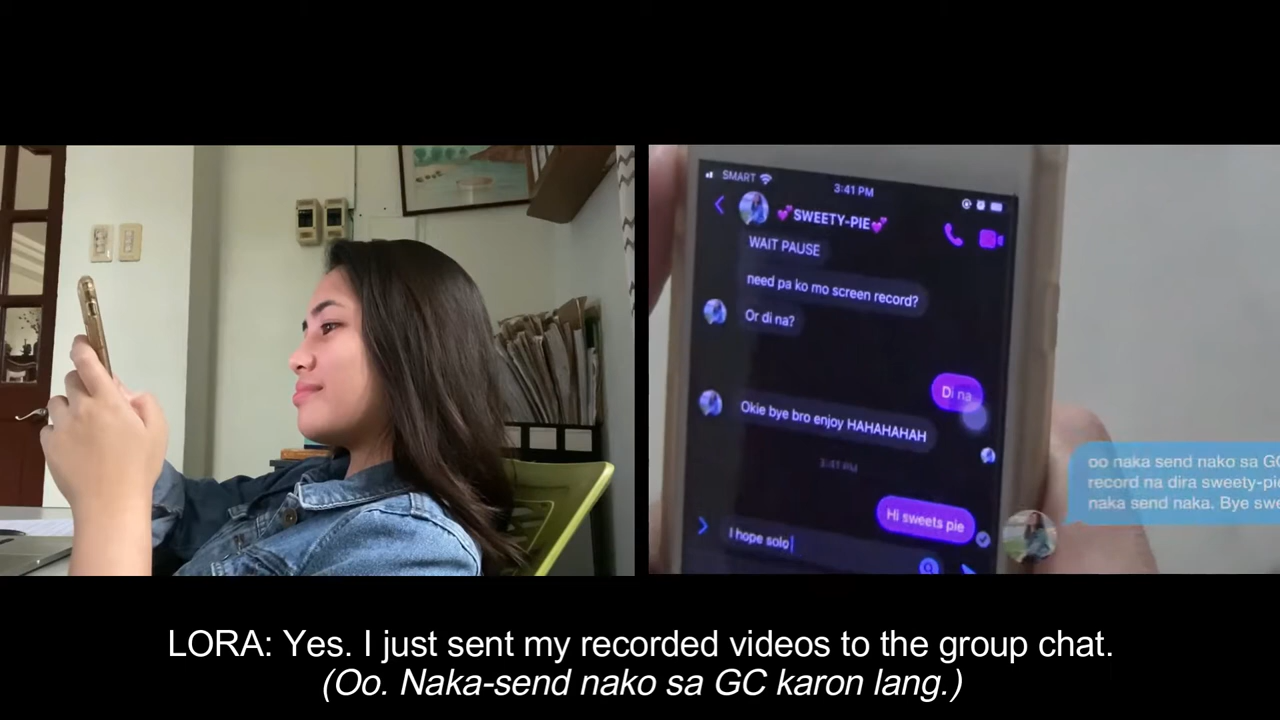 SMART
3:41 PM
💕SWEETY-PIE💕
WAIT PAUSE
need pa ko mo screen record?
Or di na?
Di na
Okie bye bro enjoy HAHAHAHAH
3:41 PM
Hi sweets pie
I hope solo
oo naka send nako sa GC
record na dira sweety-pie
naka send naka. Bye swe
LORA: Yes. I just sent my recorded videos to the group chat.
(Oo. Naka-send nako sa GC karon lang.)